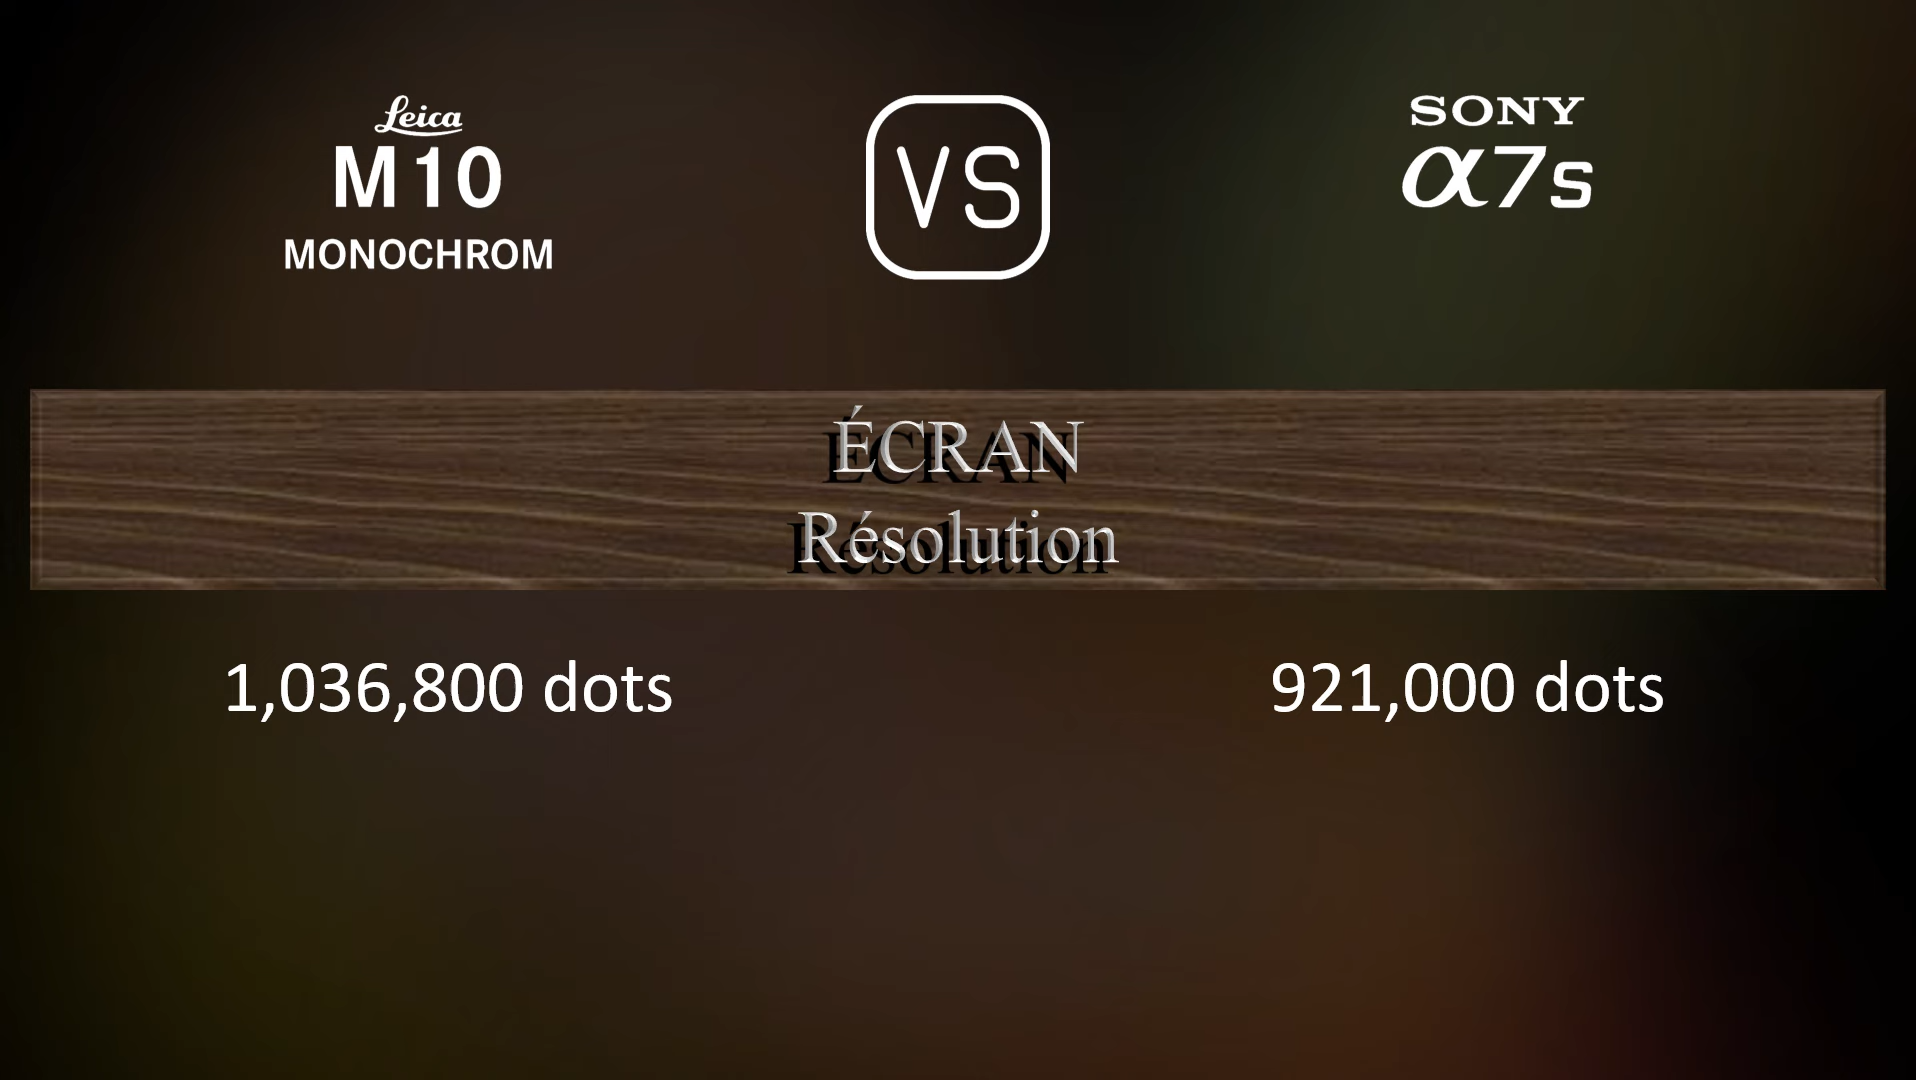 Leica
M10
MONOCHROM
VS
SONY
α7s
ÉCRAN
Résolution
1,036,800 dots
921,000 dots